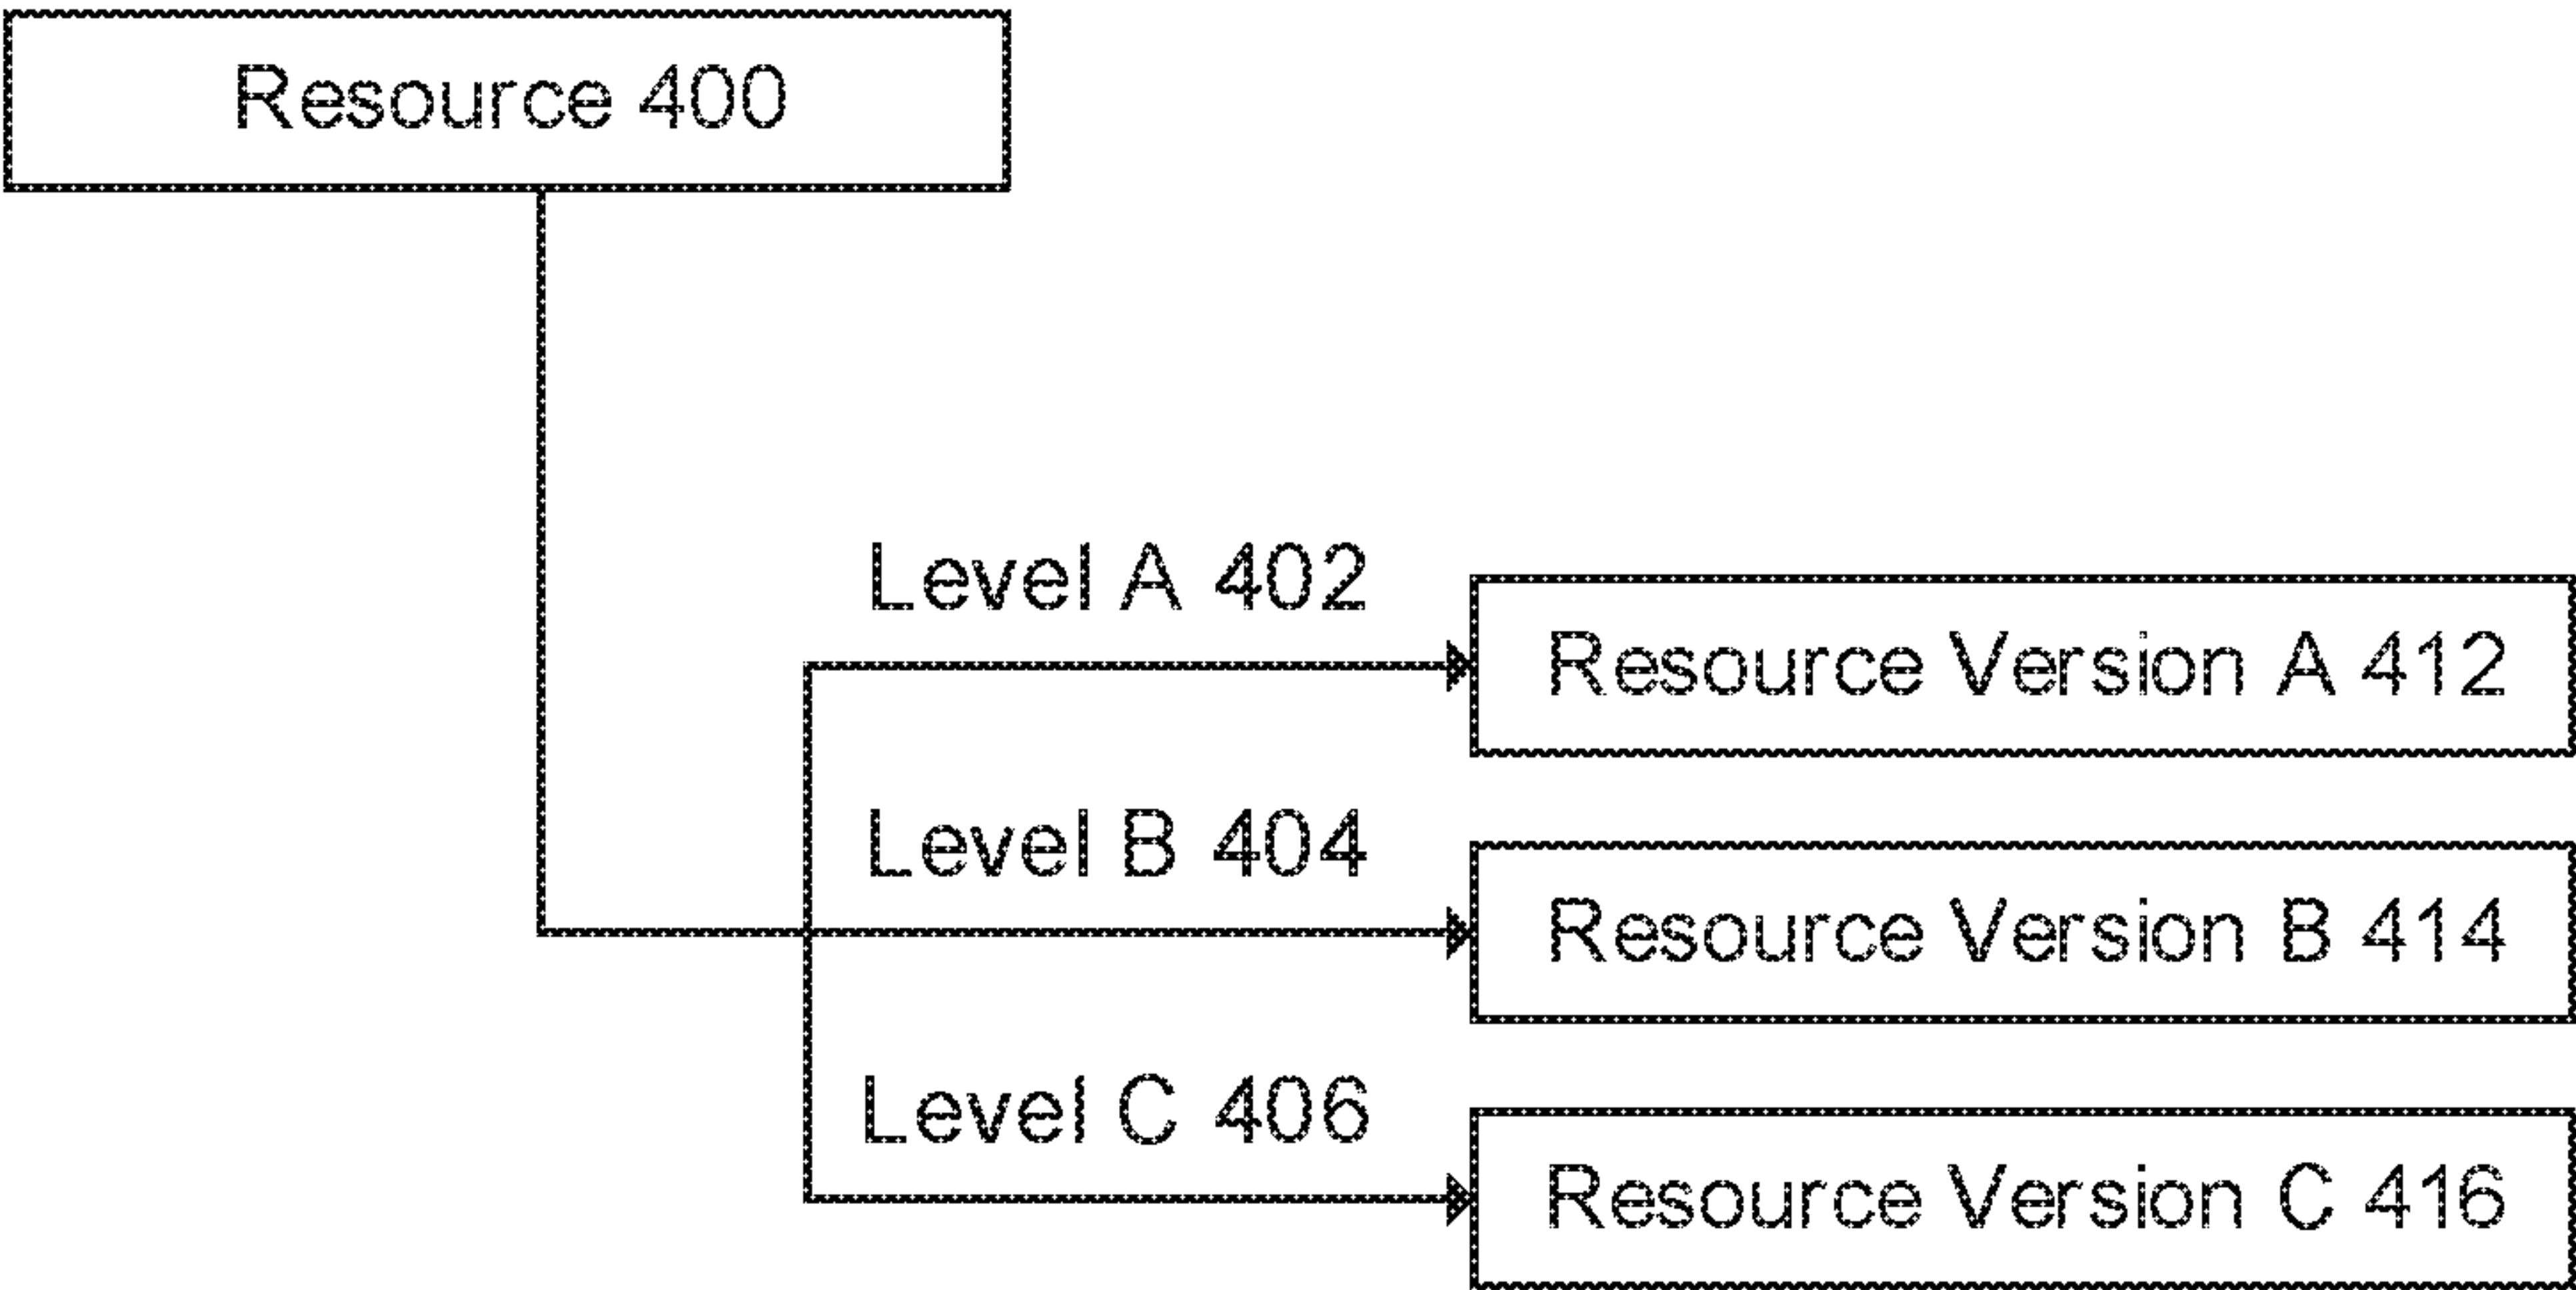 Resource 400
Level A 402
Resource Version A 412
Level B 404
Resource Version B 414
Level C 406
Resource Version C 416